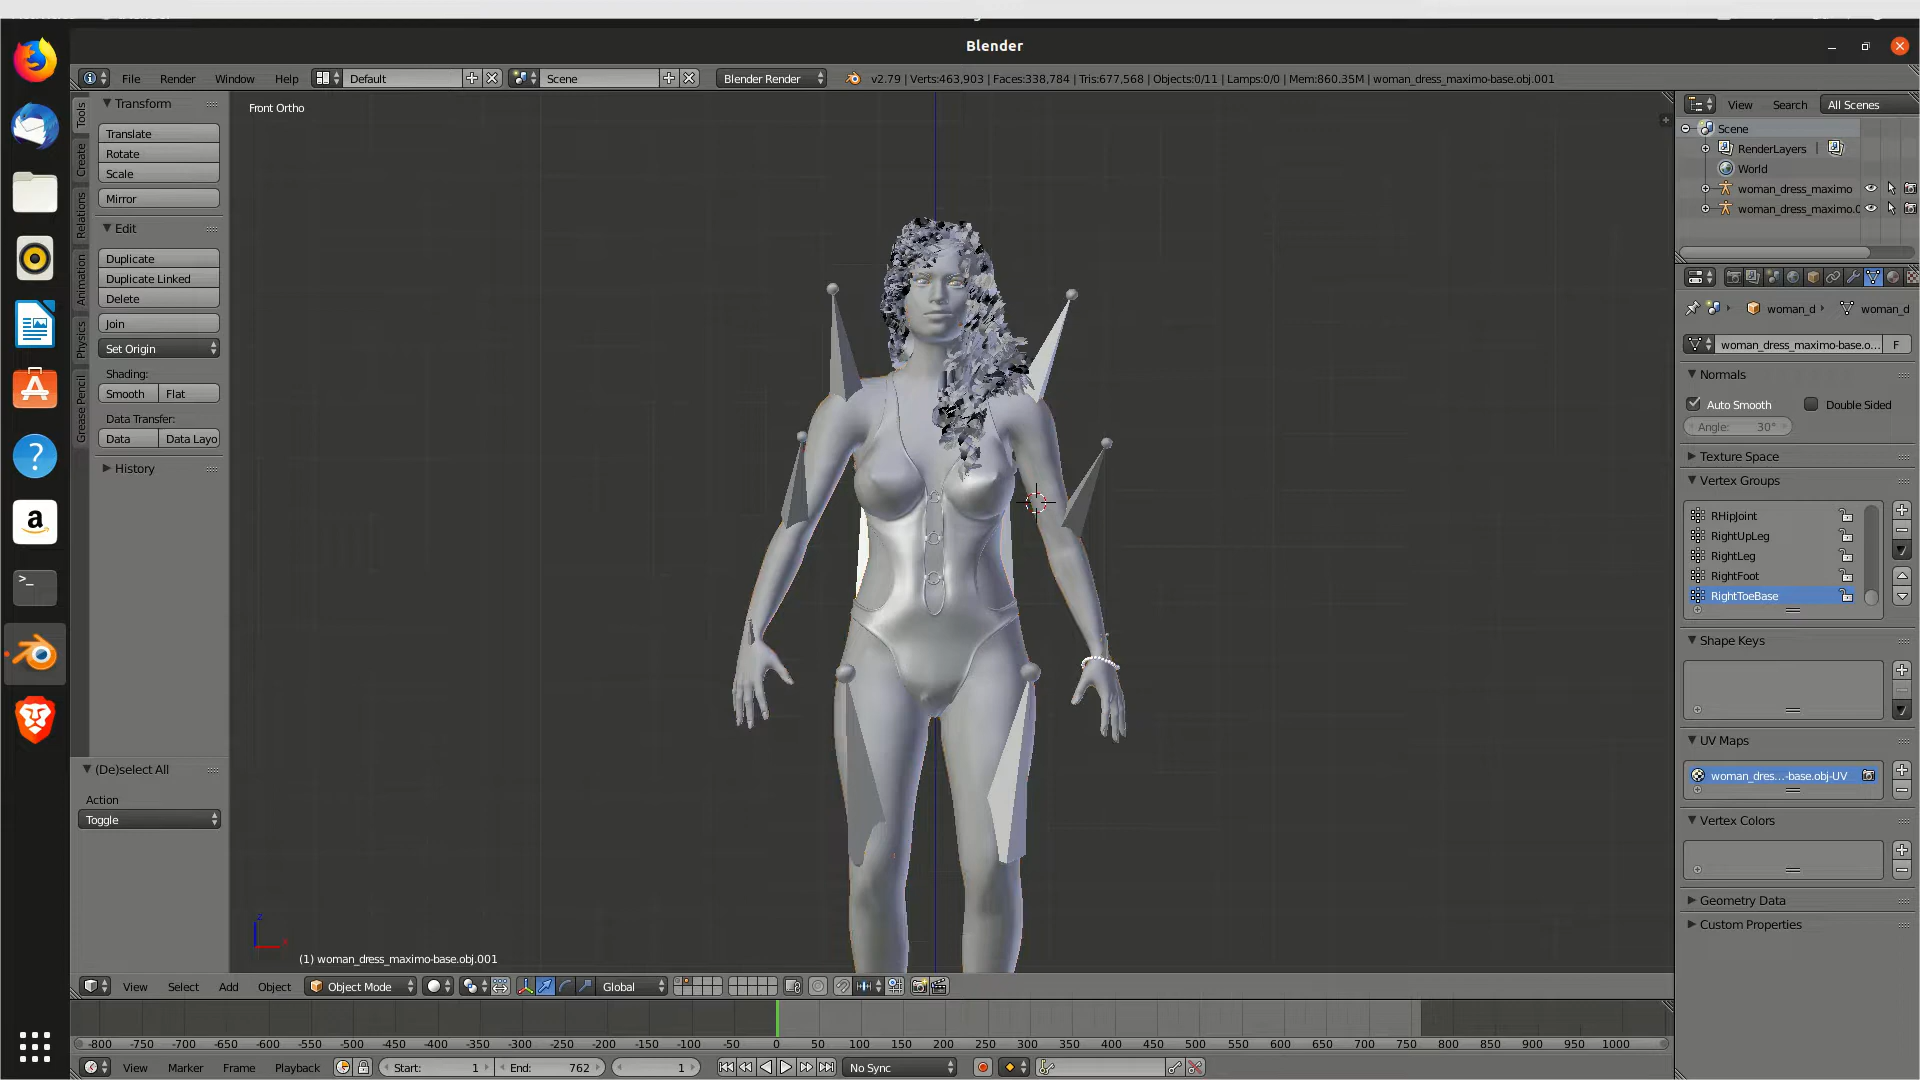 Blender
File Render Window Help Default Scene Blender Render v2.79 | Verts:463,903 | Faces:338,784 | Tris:677,568 | Objects:0/11 | Lamps:0/0 | Mem:860.35M | woman_dress_maximo-base.obj.001
Tools
Create
Relations
Animation
Physics
Grease Pencil
Transform
Translate
Rotate
Scale
Mirror
Edit
Duplicate
Duplicate Linked
Delete
Join
Set Origin
Shading:
Smooth Flat
Data Transfer:
Data Data Layo
History
(De)select All
Action
Toggle
Front Ortho
(1) woman_dress_maximo-base.obj.001
View Select Add Object Object Mode Global
-800 -750 -700 -650 -600 -550 -500 -450 -400 -350 -300 -250 -200 -150 -100 -50 0 50 100 150 200 250 300 350 400 450 500 550 600 650 700 750 800 850 900 950 1000
View Marker Frame Playback Start: 1 End: 762 1 No Sync
View Search All Scenes
Scene
RenderLayers |
World
woman_dress_maximo
woman_dress_maximo.0
woman_d woman_d
woman_dress_maximo-base.o... F
Normals
Auto Smooth Double Sided
Angle: 30°
Texture Space
Vertex Groups
RHipJoint
RightUpLeg
RightLeg
RightFoot
RightToeBase
Shape Keys
UV Maps
woman_dres...-base.obj-UV
Vertex Colors
Geometry Data
Custom Properties